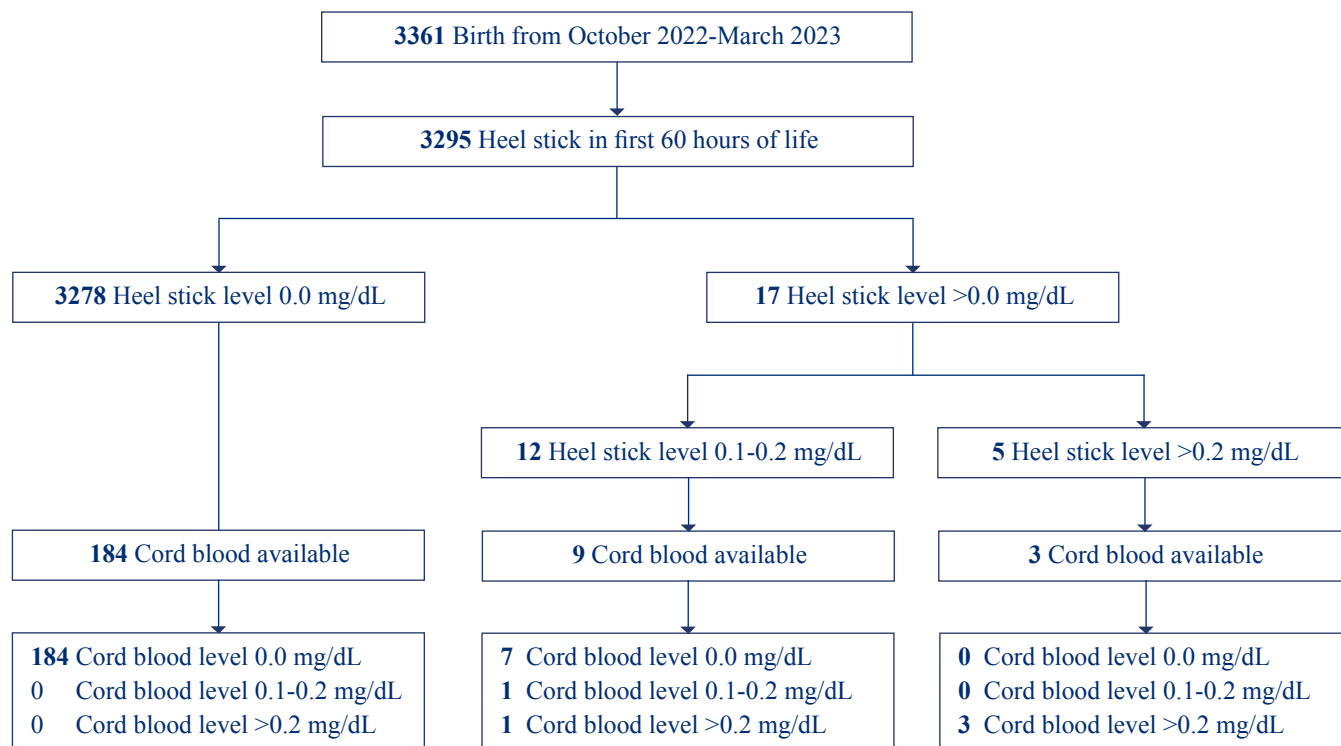 3361 Birth from October 2022-March 2023
3295 Heel stick in first 60 hours of life
3278 Heel stick level 0.0 mg/dL
17 Heel stick level >0.0 mg/dL
12 Heel stick level 0.1-0.2 mg/dL
5 Heel stick level >0.2 mg/dL
184 Cord blood available
9 Cord blood available
3 Cord blood available
184 Cord blood level 0.0 mg/dL
0 Cord blood level 0.1-0.2 mg/dL
0 Cord blood level >0.2 mg/dL
7 Cord blood level 0.0 mg/dL
1 Cord blood level 0.1-0.2 mg/dL
1 Cord blood level >0.2 mg/dL
0 Cord blood level 0.0 mg/dL
0 Cord blood level 0.1-0.2 mg/dL
3 Cord blood level >0.2 mg/dL